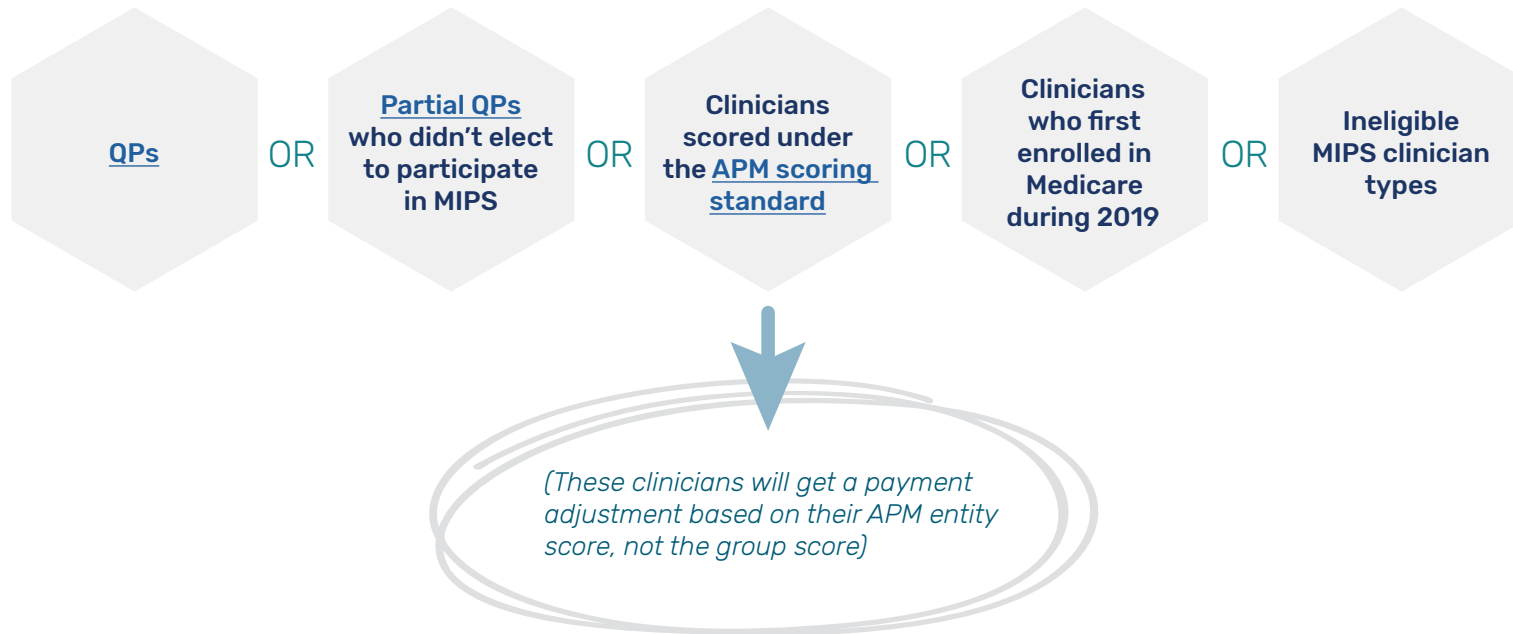 QPs
OR
Partial QPs
who didn’t elect
to participate
in MIPS
OR
Clinicians
scored under
the APM scoring
standard
OR
Clinicians
who first
enrolled in
Medicare
during 2019
OR
Ineligible
MIPS clinician
types
(These clinicians will get a payment
adjustment based on their APM entity
score, not the group score)